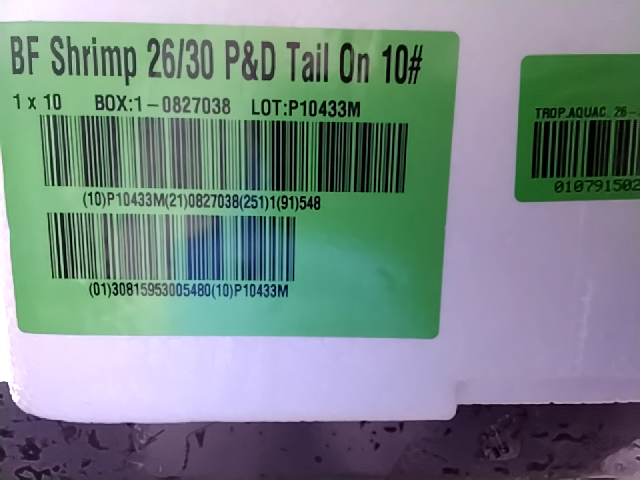 BF Shrimp 26/30 P&D Tail On 10#
1 x 10 BOX:1-0827038 LOT:P10433M
(10)P10433M(21)0827038(251)1(91)548
(01)30815953005480(10)P10433M
TROP.AQUAC 26-
010791502